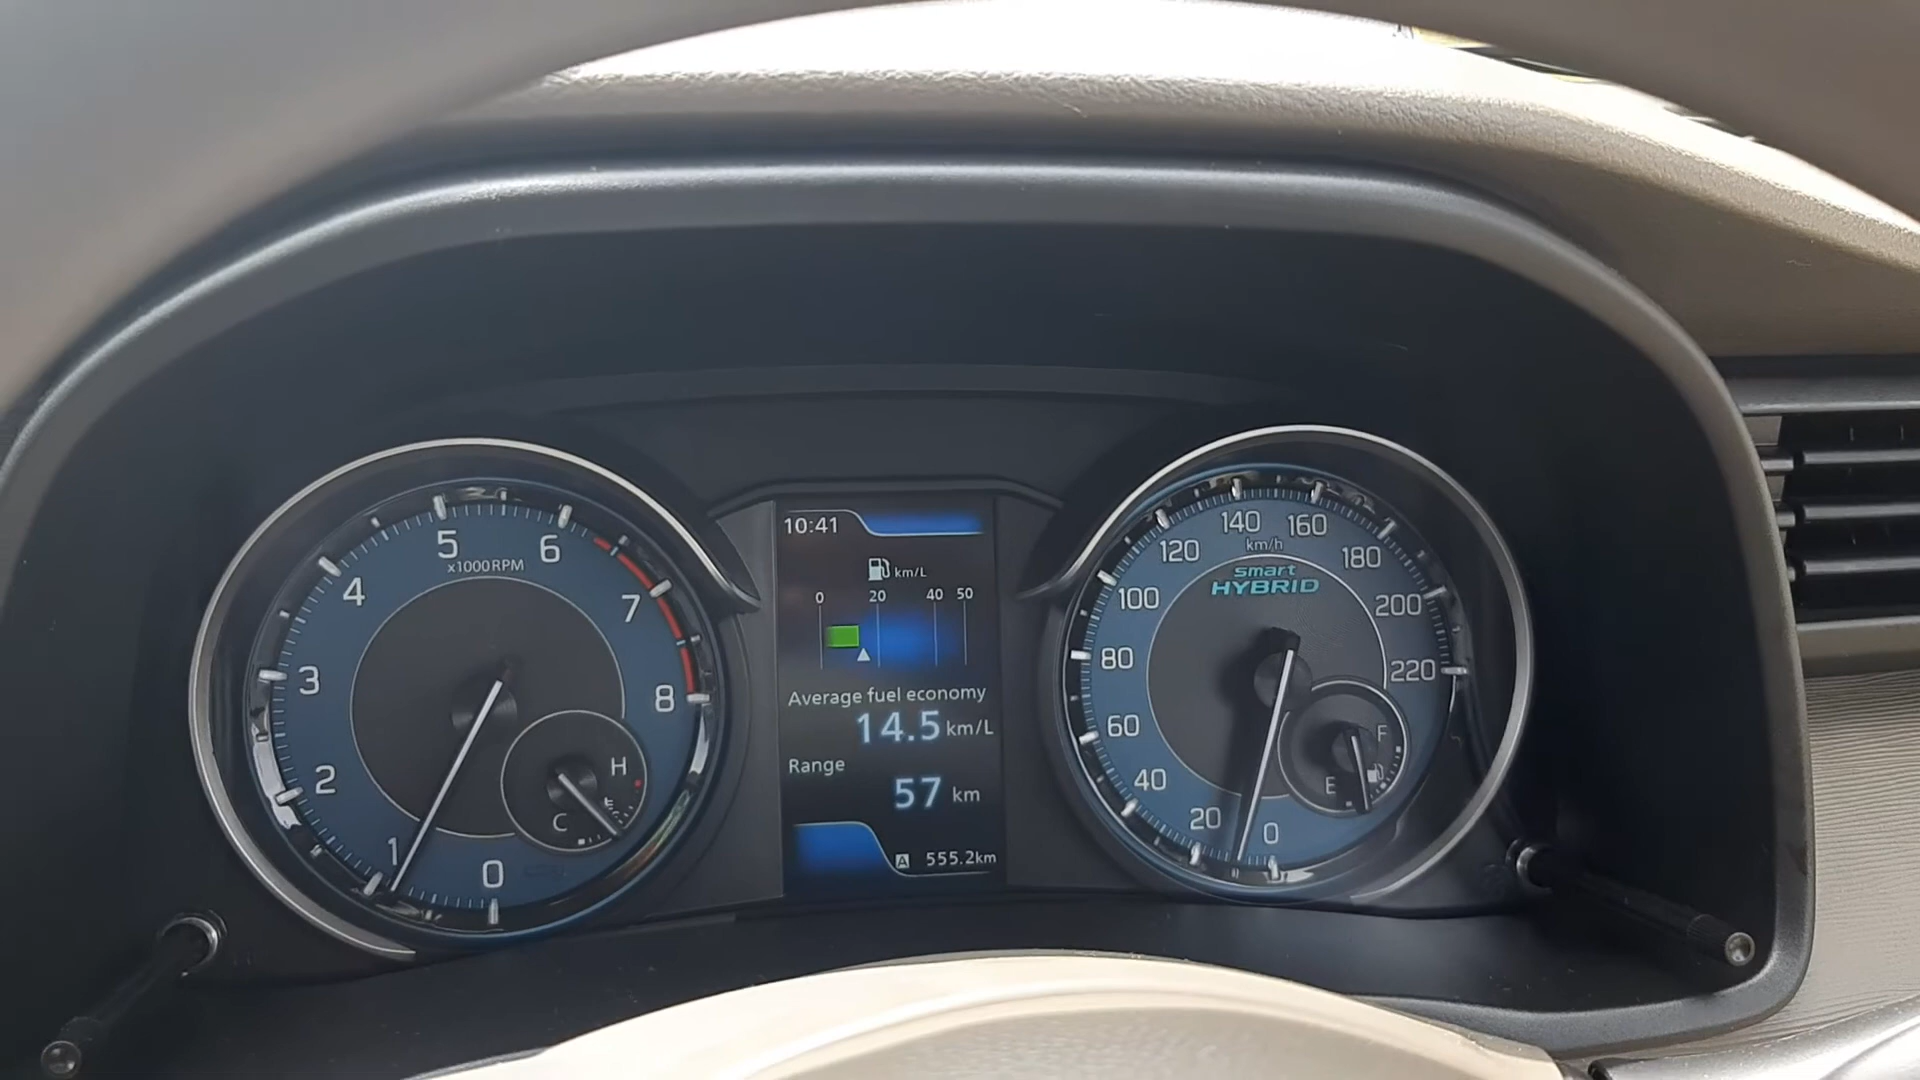 5
x1000RPM
6
4
7
3
8
2
H
C
1
0
10:41
km/L
0 20 40 50
Average fuel economy
14.5 km/L
Range
57 km
A 555.2km
140
160
km/h
120
180
smart
HYBRID
100
200
80
220
60
F
40
E
20
0